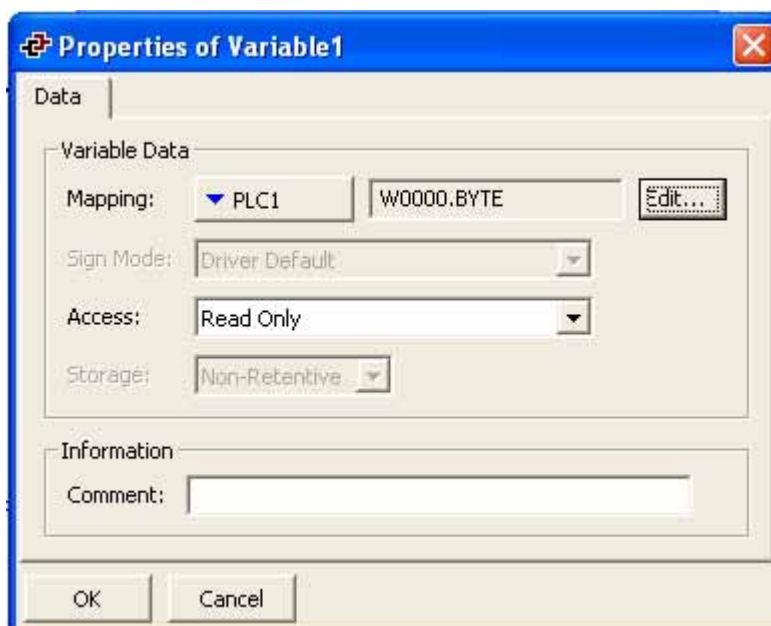 Properties of Variable1
Data
Variable Data
Mapping: PLC1 W0000.BYTE Edit...
Sign Mode: Driver Default
Access: Read Only
Storage: Non-Retentive
Information
Comment:
OK Cancel